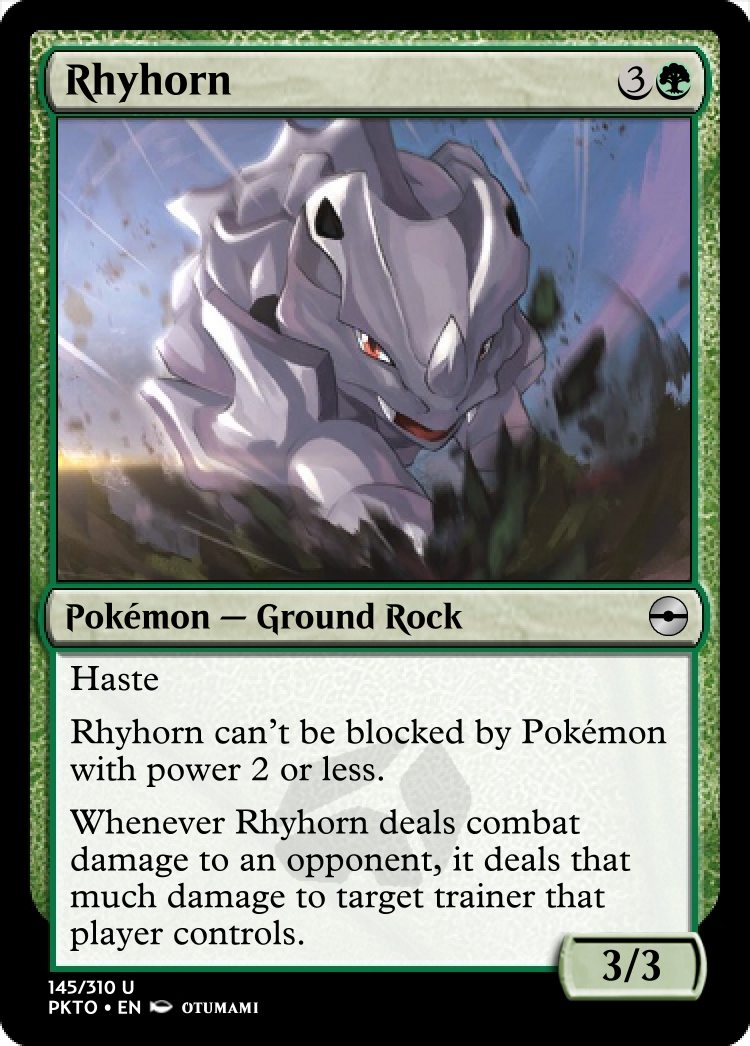 Rhyhorn 3
Pokémon — Ground Rock
Haste
Rhyhorn can't be blocked by Pokémon
with power 2 or less.
Whenever Rhyhorn deals combat
damage to an opponent, it deals that
much damage to target trainer that
player controls.
3/3
145/310 U
PKTO • EN OTUMAMI